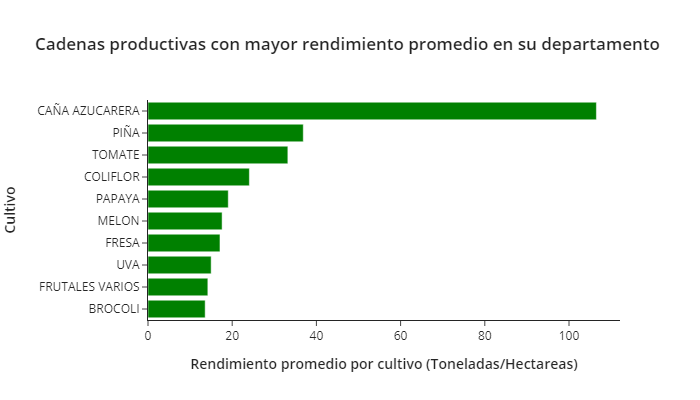 Cadenas productivas con mayor rendimiento promedio en su departamento
Cultivo
CAÑA AZUCARERA
PIÑA
TOMATE
COLIFLOR
PAPAYA
MELON
FRESA
UVA
FRUTALES VARIOS
BROCOLI
0 20 40 60 80 100
Rendimiento promedio por cultivo (Toneladas/Hectareas)